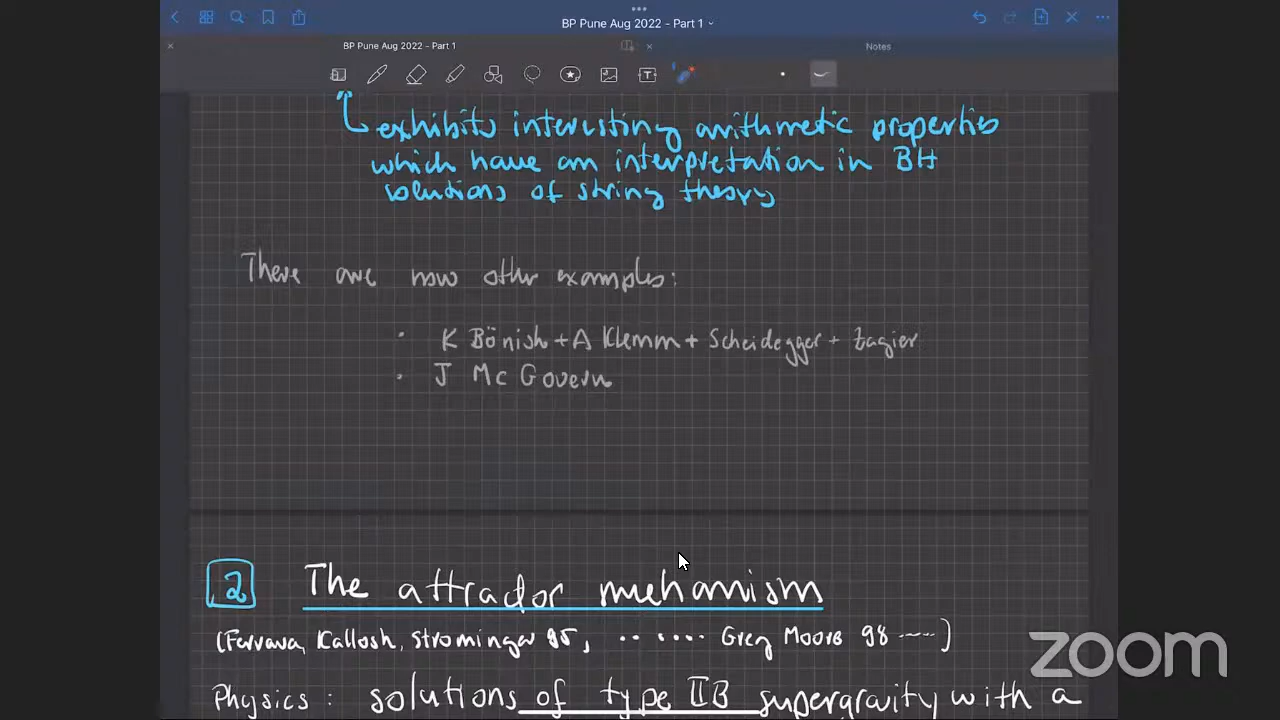 BP Pune Aug 2022 - Part 1
BP Pune Aug 2022 - Part 1
Notes
exhibits interesting arithmetic properties
which have an interpretation in BH
solutions of string theory
There are now other examples:
· K Bönish + A Klemm + Scheidegger + Zagier
· J McGovern
2 The attractor mechanism
(Ferrara, Kallosh, Strominger 95, ...... Greg Moore 98 ----)
Physics: solutions of type IIB supergravity with a
zoom